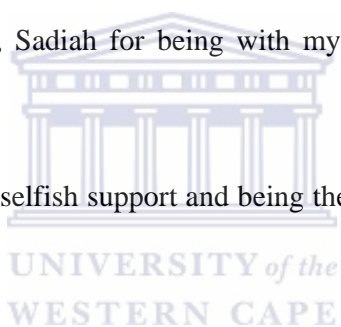 , Sadiah for being with my
selfish support and being the
UNIVERSITY of the
WESTERN CAPE